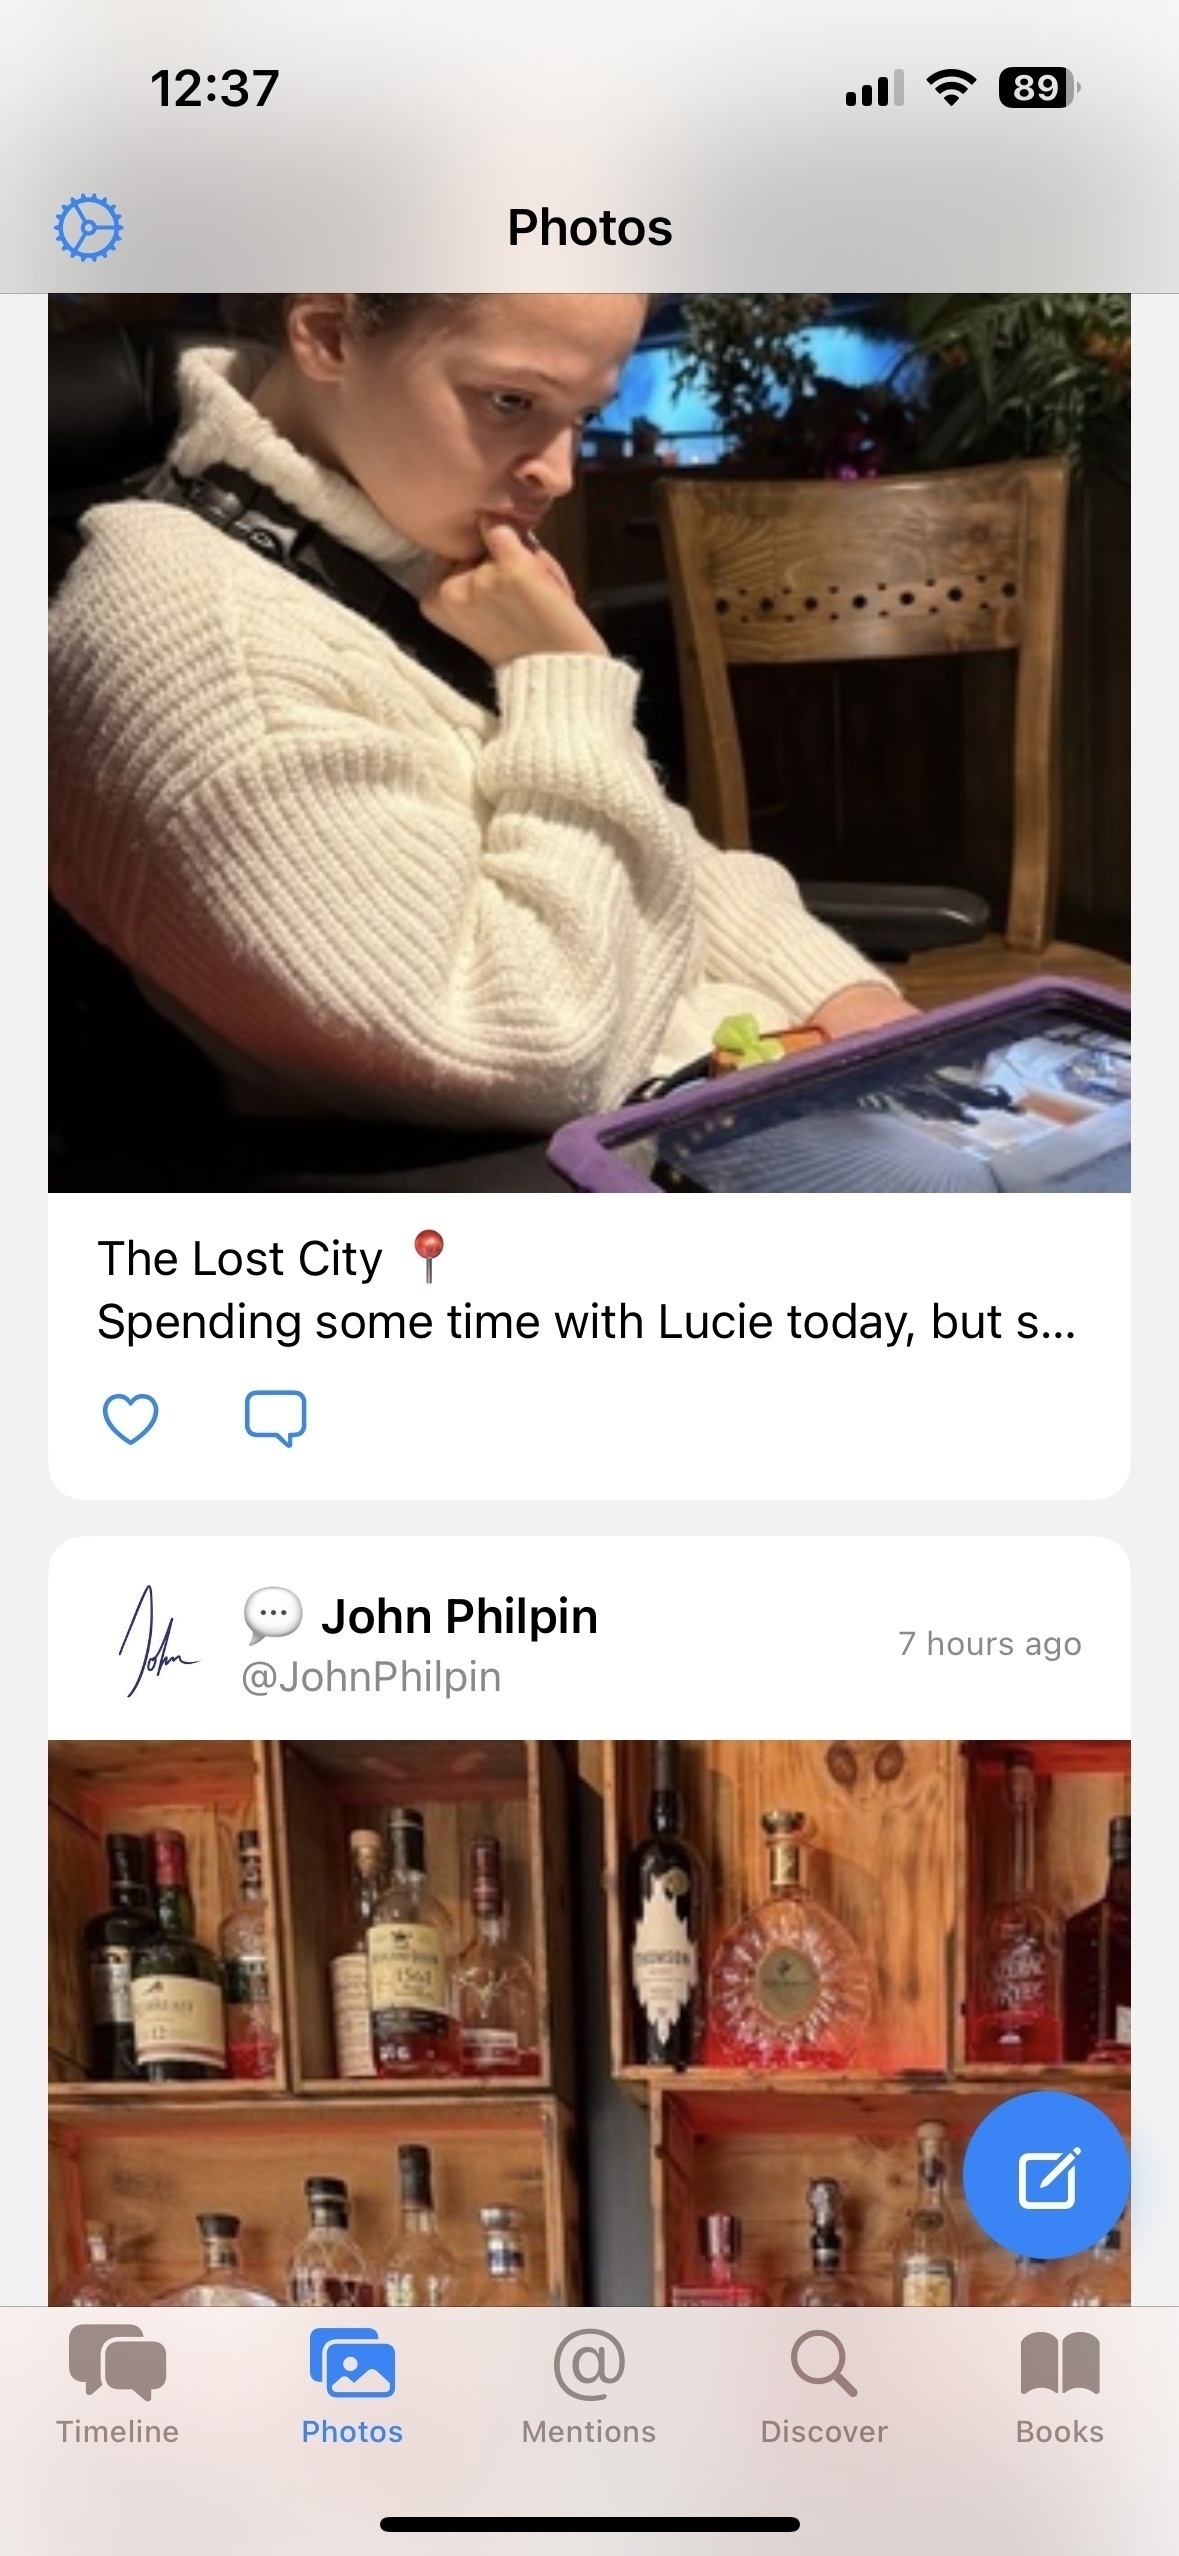 12:37
89
Photos
The Lost City 📍
Spending some time with Lucie today, but s...
John
💬 John Philpin
@JohnPhilpin
7 hours ago
12
Timeline
Photos
@
Mentions
Discover
Books